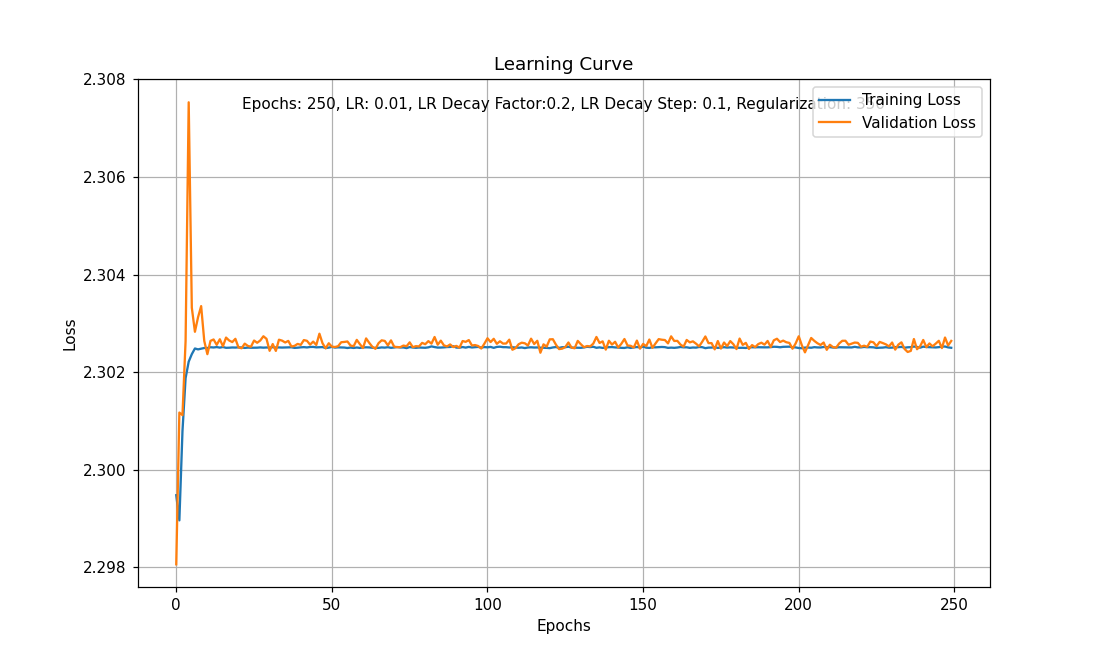 Learning Curve
2.308
Epochs: 250, LR: 0.01, LR Decay Factor:0.2, LR Decay Step: 0.1, Regularization:
Training Loss
Validation Loss
2.306
2.304
2.302
2.300
2.298
Loss
0 50 100 150 200 250
Epochs